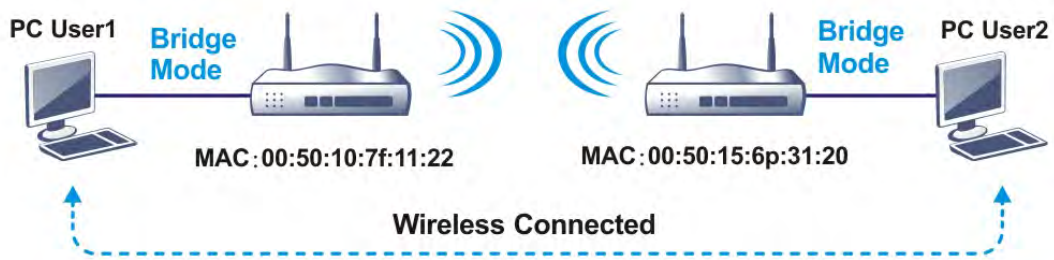 PC User1
Bridge
Mode
Bridge
Mode
PC User2
MAC:00:50:10:7f:11:22
MAC:00:50:15:6p:31:20
Wireless Connected